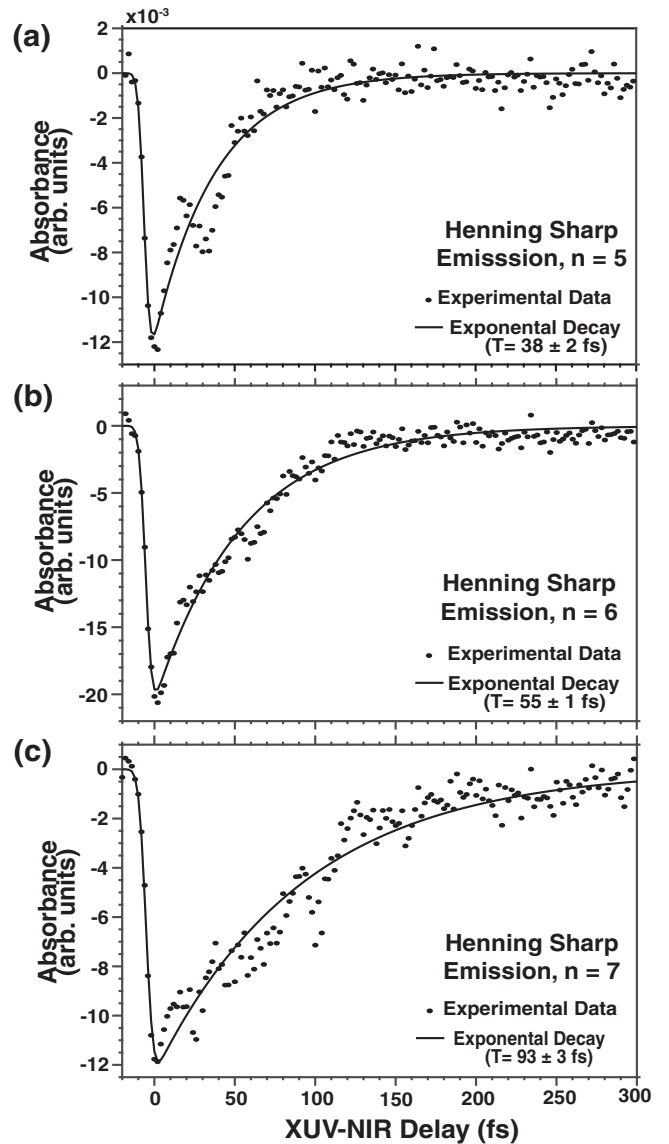 (a)
x10-3
2
0
-2
-4
-6
-8
-10
-12
Absorbance
(arb. units)
Henning Sharp
Emisssion, n = 5
Experimental Data
Exponental Decay
(T= 38 ± 2 fs)
(b)
0
-5
-10
-15
-20
Absorbance
(arb. units)
Henning Sharp
Emission, n = 6
Experimental Data
Exponential Decay
(T= 55 ± 1 fs)
(c)
0
-2
-4
-6
-8
-10
-12
Absorbance
(arb. units)
Henning Sharp
Emission, n = 7
Experimental Data
Exponential Decay
(T= 93 ± 3 fs)
0 50 100 150 200 250 300
XUV-NIR Delay (fs)